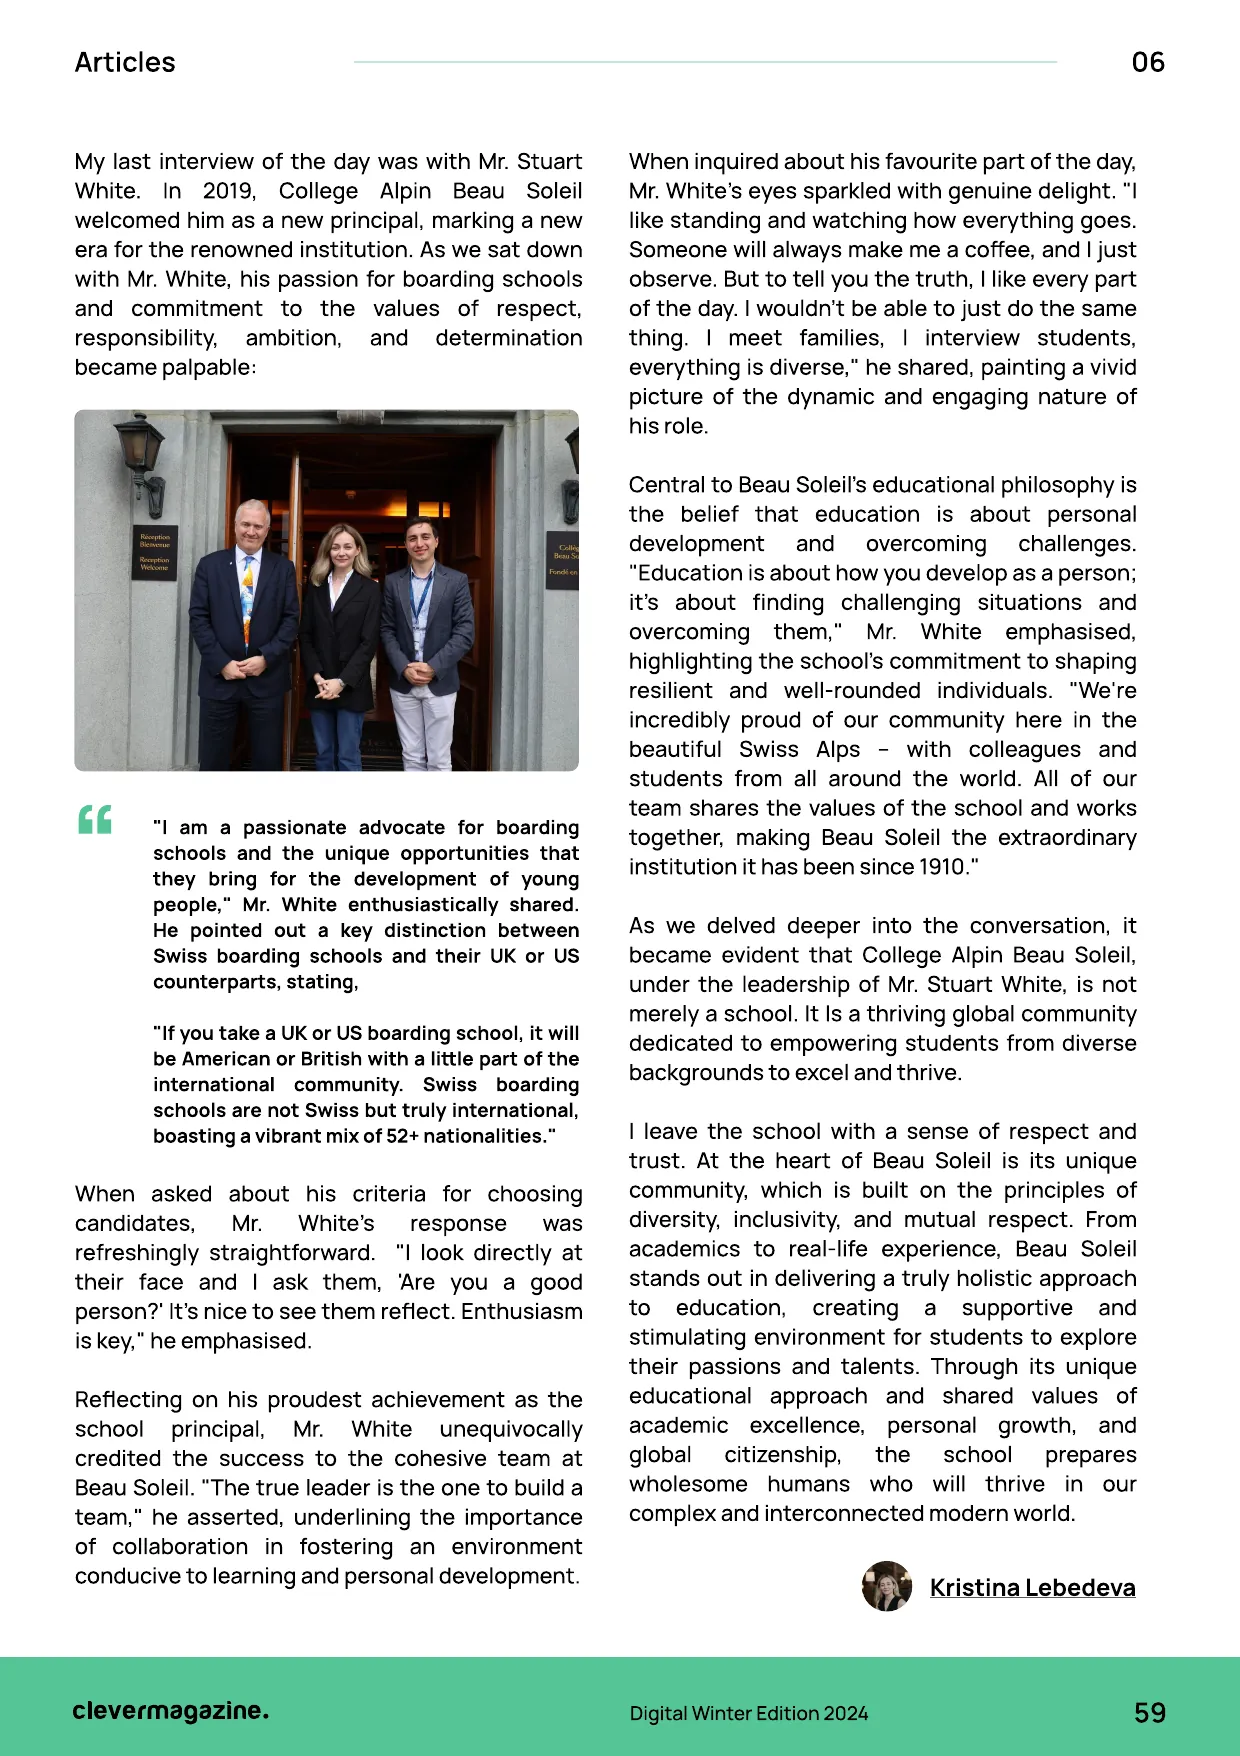 Articles
06
My last interview of the day was with Mr. Stuart
White. In 2019, College Alpin Beau Soleil
welcomed him as a new principal, marking a new
era for the renowned institution. As we sat down
with Mr. White, his passion for boarding schools
and commitment to the values of respect,
responsibility, ambition, and determination
became palpable:
Réception
Bienvenue
Reception
Welcome
Collèg
Beau So
Fondé en
"I am a passionate advocate for boarding
schools and the unique opportunities that
they bring for the development of young
people," Mr. White enthusiastically shared.
He pointed out a key distinction between
Swiss boarding schools and their UK or US
counterparts, stating,
"If you take a UK or US boarding school, it will
be American or British with a little part of the
international community. Swiss boarding
schools are not Swiss but truly international,
boasting a vibrant mix of 52+ nationalities."
When asked about his criteria for choosing
candidates, Mr. White's response was
refreshingly straightforward. "I look directly at
their face and I ask them, 'Are you a good
person?' It's nice to see them reflect. Enthusiasm
is key," he emphasised.
Reflecting on his proudest achievement as the
school principal, Mr. White unequivocally
credited the success to the cohesive team at
Beau Soleil. "The true leader is the one to build a
team," he asserted, underlining the importance
of collaboration in fostering an environment
conducive to learning and personal development.
When inquired about his favourite part of the day,
Mr. White's eyes sparkled with genuine delight. "I
like standing and watching how everything goes.
Someone will always make me a coffee, and I just
observe. But to tell you the truth, I like every part
of the day. I wouldn't be able to just do the same
thing. I meet families, I interview students,
everything is diverse," he shared, painting a vivid
picture of the dynamic and engaging nature of
his role.
Central to Beau Soleil's educational philosophy is
the belief that education is about personal
development and overcoming challenges.
"Education is about how you develop as a person;
it's about finding challenging situations and
overcoming them," Mr. White emphasised,
highlighting the school's commitment to shaping
resilient and well-rounded individuals. "We're
incredibly proud of our community here in the
beautiful Swiss Alps – with colleagues and
students from all around the world. All of our
team shares the values of the school and works
together, making Beau Soleil the extraordinary
institution it has been since 1910."
As we delved deeper into the conversation, it
became evident that College Alpin Beau Soleil,
under the leadership of Mr. Stuart White, is not
merely a school. It Is a thriving global community
dedicated to empowering students from diverse
backgrounds to excel and thrive.
I leave the school with a sense of respect and
trust. At the heart of Beau Soleil is its unique
community, which is built on the principles of
diversity, inclusivity, and mutual respect. From
academics to real-life experience, Beau Soleil
stands out in delivering a truly holistic approach
to education, creating a supportive and
stimulating environment for students to explore
their passions and talents. Through its unique
educational approach and shared values of
academic excellence, personal growth, and
global citizenship, the school prepares
wholesome humans who will thrive in our
complex and interconnected modern world.
Kristina Lebedeva
clevermagazine.
Digital Winter Edition 2024
59